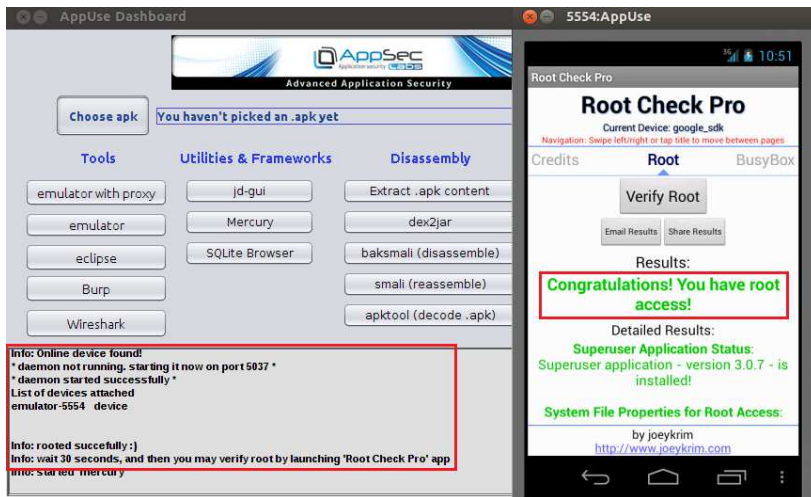 AppUse Dashboard
AppSec
Application security LABS
Advanced Application Security
Choose apk
You haven't picked an .apk yet
Tools
Utilities & Frameworks
Disassembly
emulator with proxy
jd-gui
Extract .apk content
emulator
Mercury
dex2jar
eclipse
SQLite Browser
baksmali (disassemble)
Burp
smali (reassemble)
Wireshark
apktool (decode .apk)
Info: Online device found!
* daemon not running. starting it now on port 5037 *
* daemon started successfully *
List of devices attached
emulator-5554 device
Info: rooted succefully :)
Info: wait 30 seconds, and then you may verify root by launching 'Root Check Pro' app
Info: started mercury
5554:AppUse
3G 10:51
Root Check Pro
Root Check Pro
Current Device: google_sdk
Navigation: Swipe left/right or tap title to move between pages
Credits Root BusyBox
Verify Root
Email Results Share Results
Results:
Congratulations! You have root
access!
Detailed Results:
Superuser Application Status:
Superuser application - version 3.0.7 - is
installed!
System File Properties for Root Access:
by joeykrim
http://www.joeykrim.com